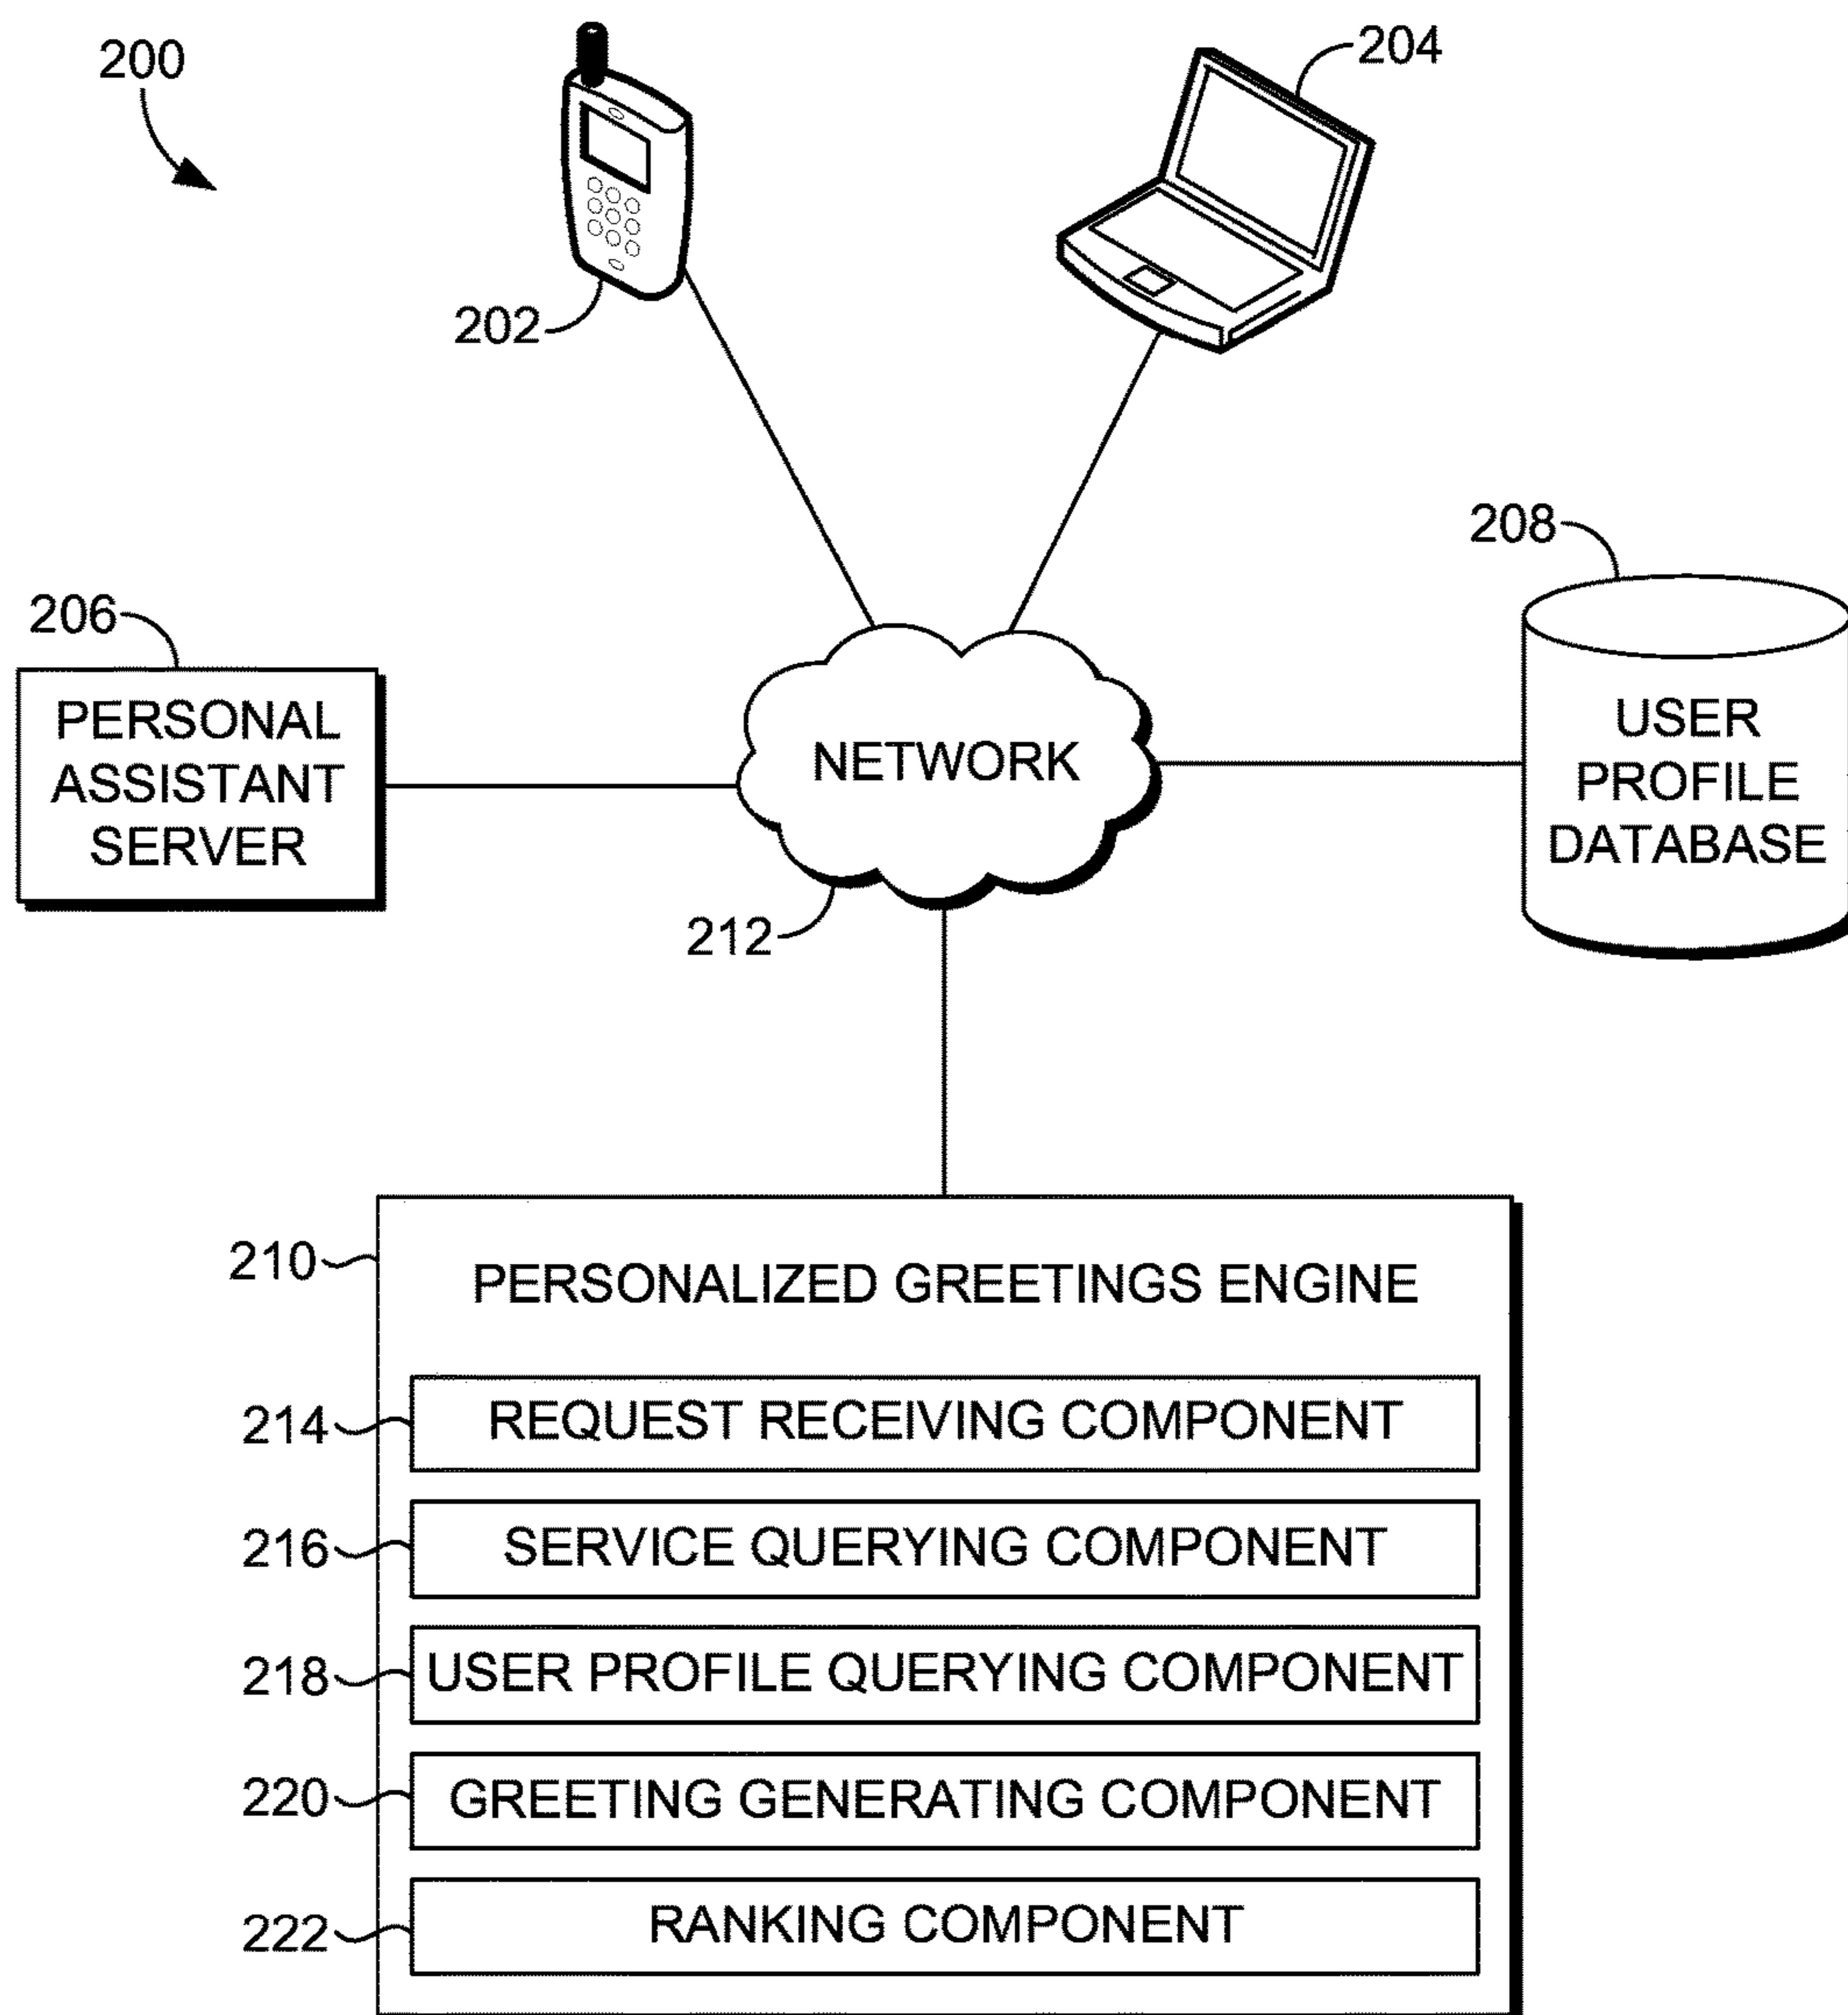 200
204
202
208
206
PERSONAL
ASSISTANT
SERVER
NETWORK
USER
PROFILE
DATABASE
212
210
PERSONALIZED GREETINGS ENGINE
214
REQUEST RECEIVING COMPONENT
216
SERVICE QUERYING COMPONENT
218
USER PROFILE QUERYING COMPONENT
220
GREETING GENERATING COMPONENT
222
RANKING COMPONENT